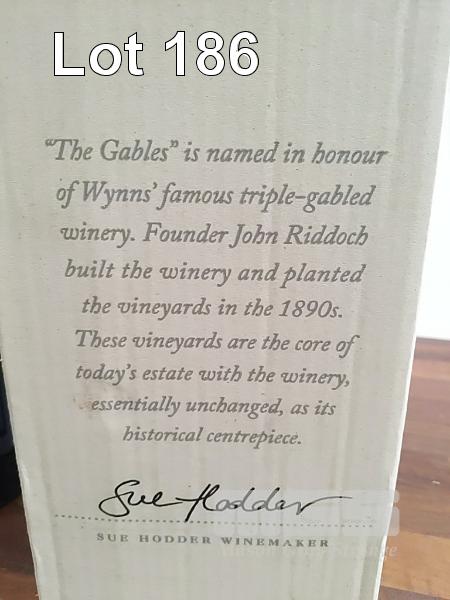 Lot 186
“The Gables” is named in honour
of Wynns’ famous triple-gabled
winery. Founder John Riddoch
built the winery and planted
the vineyards in the 1890s.
These vineyards are the core of
today’s estate with the winery,
essentially unchanged, as its
historical centrepiece.
Sue Hodder
SUE HODDER WINEMAKER